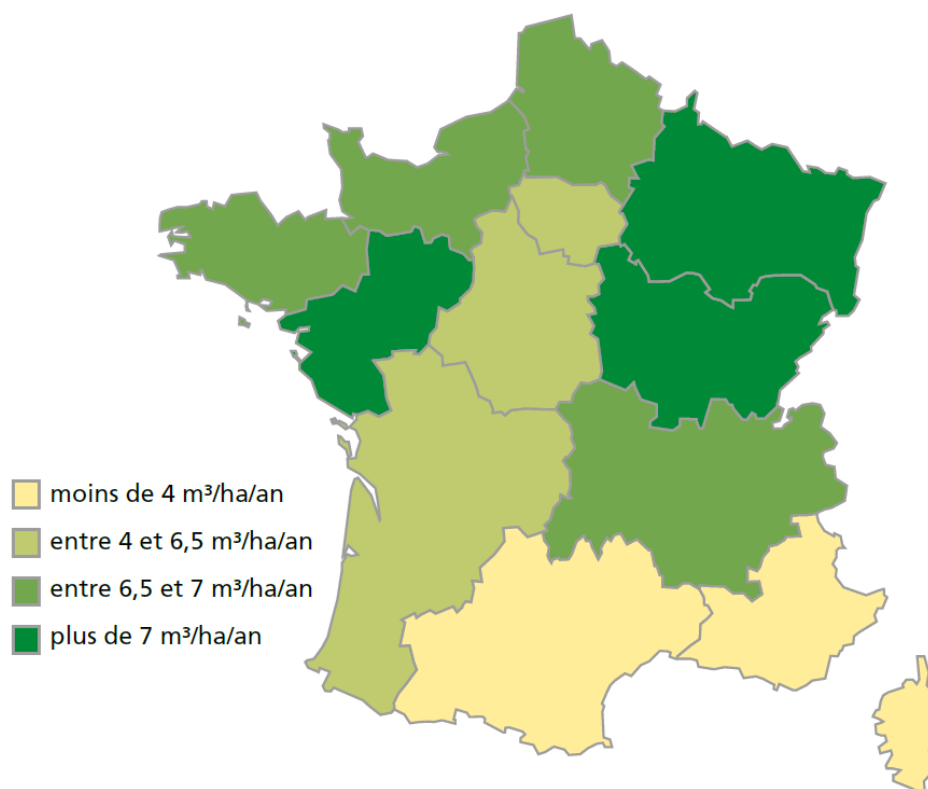 moins de 4 m³/ha/an
entre 4 et 6,5 m³/ha/an
entre 6,5 et 7 m³/ha/an
plus de 7 m³/ha/an